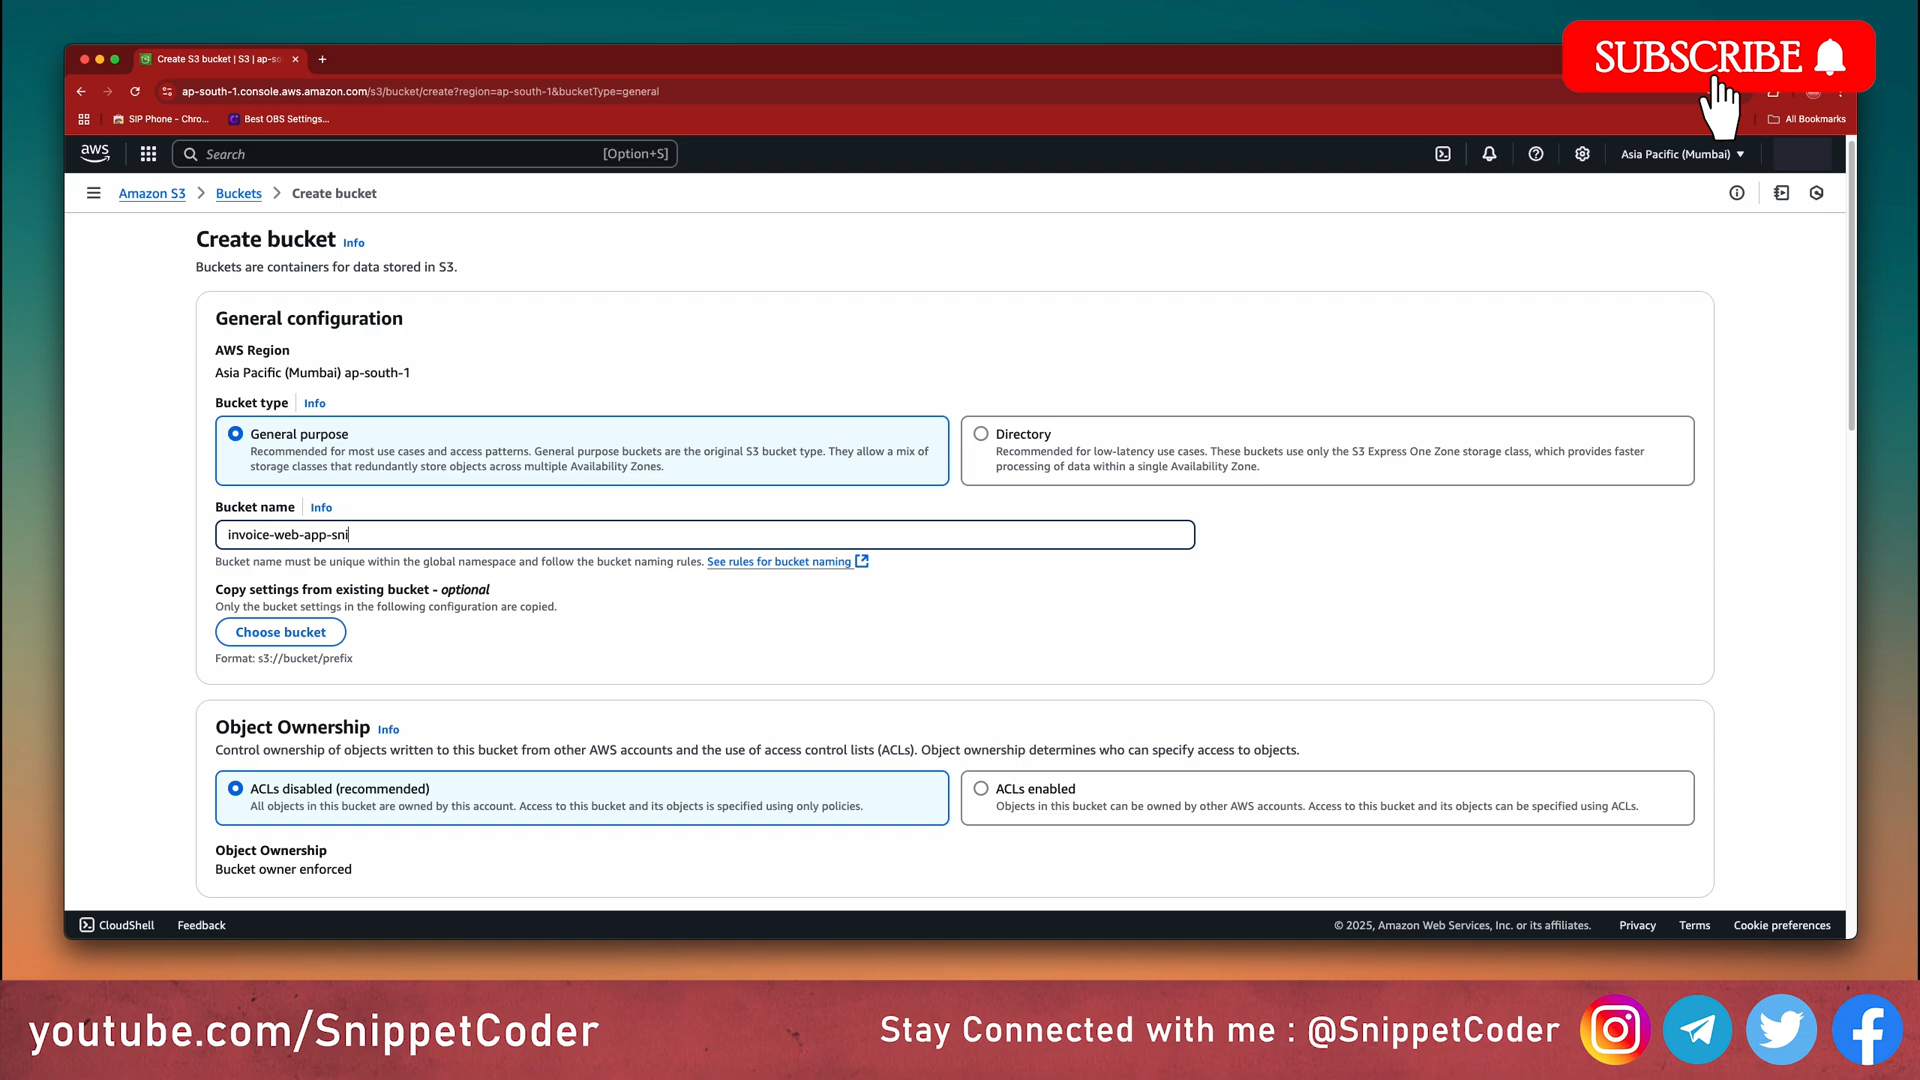 SUBSCRIBE
Create S3 bucket | S3 | ap-so
ap-south-1.console.aws.amazon.com/s3/bucket/create?region=ap-south-1&bucketType=general
SIP Phone - Chro...
Best OBS Settings...
All Bookmarks
aws
Search
[Option+S]
Asia Pacific (Mumbai)
Amazon S3
Buckets
Create bucket
Create bucket Info
Buckets are containers for data stored in S3.
General configuration
AWS Region
Asia Pacific (Mumbai) ap-south-1
Bucket type Info
General purpose
Recommended for most use cases and access patterns. General purpose buckets are the original S3 bucket type. They allow a mix of
storage classes that redundantly store objects across multiple Availability Zones.
Directory
Recommended for low-latency use cases. These buckets use only the S3 Express One Zone storage class, which provides faster
processing of data within a single Availability Zone.
Bucket name Info
invoice-web-app-sni
Bucket name must be unique within the global namespace and follow the bucket naming rules. See rules for bucket naming
Copy settings from existing bucket - optional
Only the bucket settings in the following configuration are copied.
Choose bucket
Format: s3://bucket/prefix
Object Ownership Info
Control ownership of objects written to this bucket from other AWS accounts and the use of access control lists (ACLs). Object ownership determines who can specify access to objects.
ACLs disabled (recommended)
All objects in this bucket are owned by this account. Access to this bucket and its objects is specified using only policies.
ACLs enabled
Objects in this bucket can be owned by other AWS accounts. Access to this bucket and its objects can be specified using ACLs.
Object Ownership
Bucket owner enforced
CloudShell
Feedback
© 2025, Amazon Web Services, Inc. or its affiliates.
Privacy
Terms
Cookie preferences
youtube.com/SnippetCoder
Stay Connected with me : @SnippetCoder